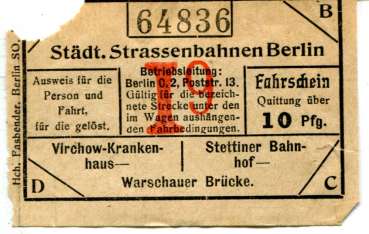 64836
B
Städt. Strassenbahnen Berlin
Ausweis für die
Person und
Fahrt,
für die gelöst.
Betriebsleitung:
Berlin C. 2, Poststr. 13.
Gültig für die bezeich-
nete Strecke unter den
im Wagen aushängen-
den Fahrbedingungen.
79
Fahrschein
Quittung über
10 Pfg.
Virchow-Kranken-
haus—
Stettiner Bahn-
hof—
Warschauer Brücke.
D
C
Hch. Fasbender. Berlin SO.